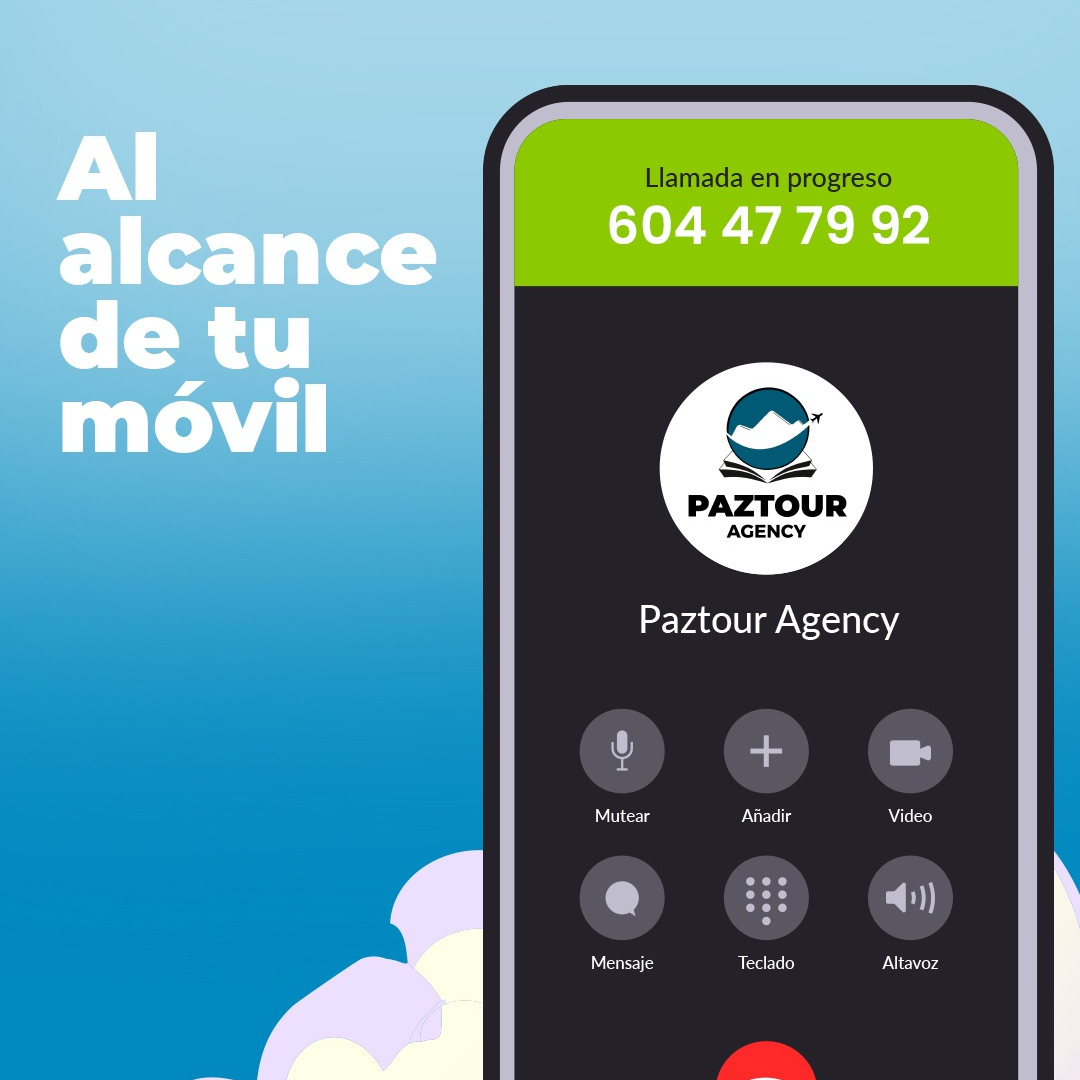 Al
alcance
de tu
móvil
Llamada en progreso
604 47 79 92
PAZTOUR
AGENCY
Paztour Agency
Mutear Añadir Video
Mensaje Teclado Altavoz